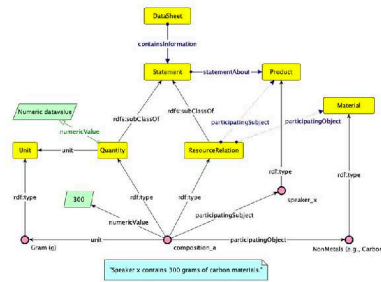 DataSheet
containsInformation
Statement
statementAbout
Product
Numeric datavalue
rdfs:subClassOf
rdfs:subClassOf
participatingSubject
Material
numericValue
participatingObject
Unit
unit
Quantity
ResourceRelation
rdf:type
rdf:type
rdf:type
rdf:type
rdf:type
300
numericValue
participatingSubject
speaker_x
unit
participatingObject
Gram (g)
composition_a
NonMetals (e.g., Carbon
"Speaker x contains 300 grams of carbon materials."